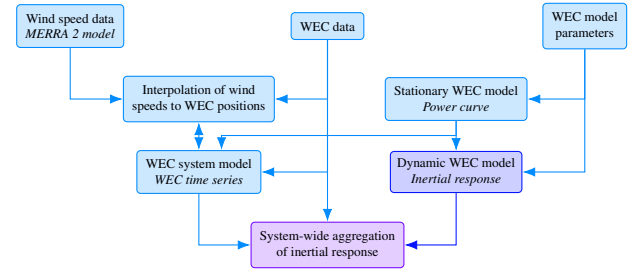 Wind speed data
MERRA 2 model
WEC data
WEC model
parameters
Interpolation of wind
speeds to WEC positions
Stationary WEC model
Power curve
WEC system model
WEC time series
Dynamic WEC model
Inertial response
System-wide aggregation
of inertial response